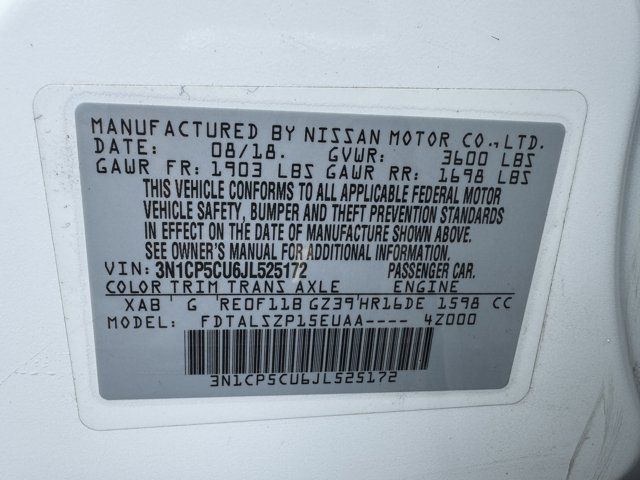 MANUFACTURED BY NISSAN MOTOR CO., LTD.
DATE: 08/18. GVWR: 3600 LBS
GAWR FR: 1903 LBS GAWR RR: 1698 LBS
THIS VEHICLE CONFORMS TO ALL APPLICABLE FEDERAL MOTOR
VEHICLE SAFETY, BUMPER AND THEFT PREVENTION STANDARDS
IN EFFECT ON THE DATE OF MANUFACTURE SHOWN ABOVE.
SEE OWNER'S MANUAL FOR ADDITIONAL INFORMATION.
VIN: 3N1CP5CU6JL525172 PASSENGER CAR.
COLOR TRIM TRANS AXLE ENGINE
XAB G RE0F11B GZ39 HR16DE 1598 CC
MODEL: FDTALSZP15EUAA---- 4Z000
3N1CP5CU6JL525172